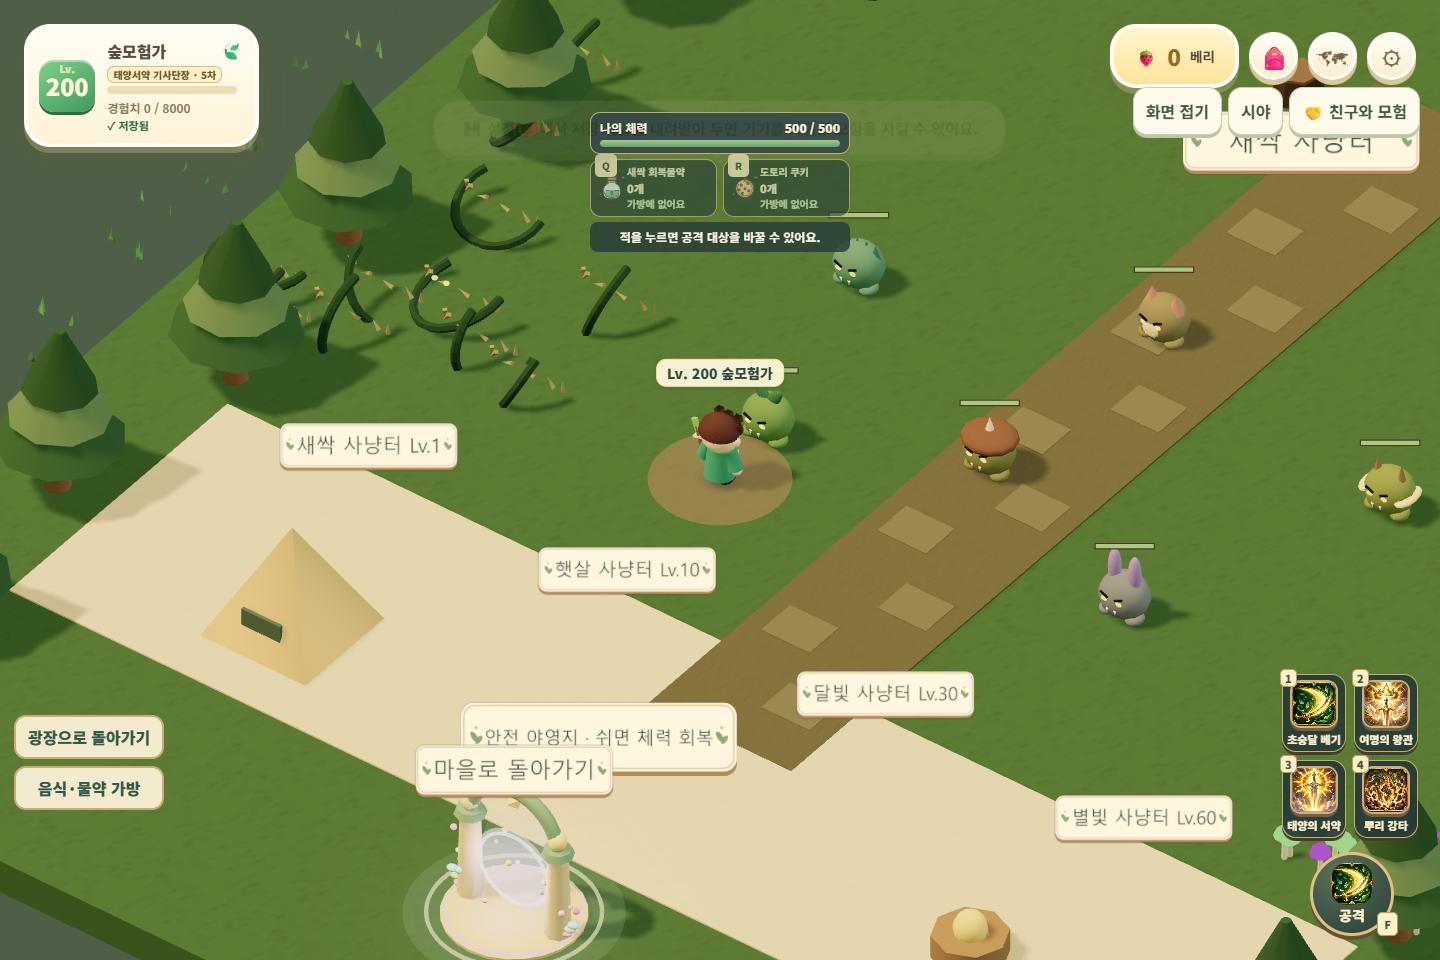 Lv.
200
숲모험가
태양서약 기사단장 · 5차
경험치 0 / 8000
✓ 저장됨
0 베리
화면 접기
시야
친구와 모험
새싹 사냥터
나의 체력
500 / 500
Q
새싹 회복물약
0개
가방에 없어요
R
도토리 쿠키
0개
가방에 없어요
적을 누르면 공격 대상을 바꿀 수 있어요.
Lv. 200 숲모험가
새싹 사냥터 Lv.1
햇살 사냥터 Lv.10
달빛 사냥터 Lv.30
안전 야영지 · 쉬면 체력 회복
마을로 돌아가기
별빛 사냥터 Lv.60
광장으로 돌아가기
음식·물약 가방
1
초승달 베기
2
여명의 왕관
3
태양의 서약
4
뿌리 강타
공격
F